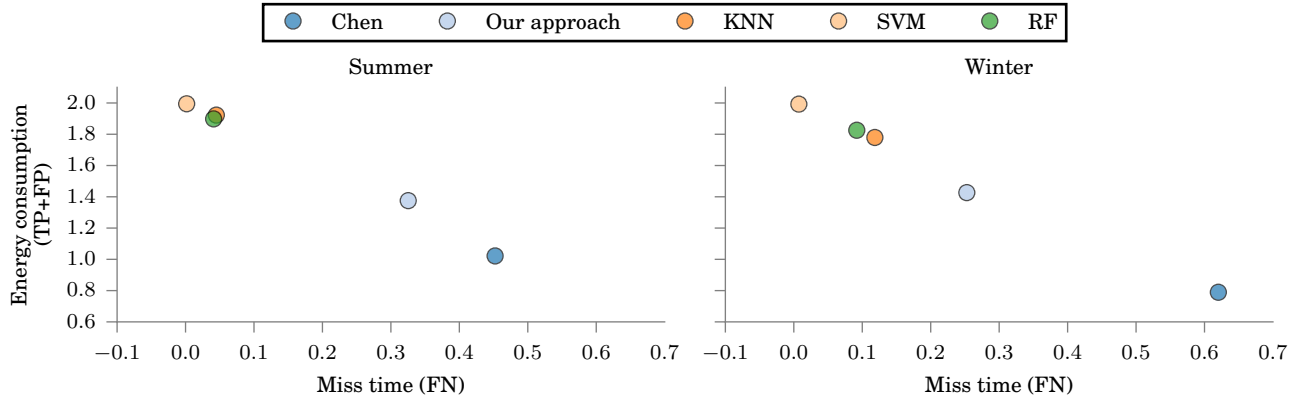 Chen Our approach KNN SVM RF
Summer Winter
Energy consumption
(TP+FP)
2.0
1.8
1.6
1.4
1.2
1.0
0.8
0.6
−0.1 0.0 0.1 0.2 0.3 0.4 0.5 0.6 0.7 −0.1 0.0 0.1 0.2 0.3 0.4 0.5 0.6 0.7
Miss time (FN) Miss time (FN)